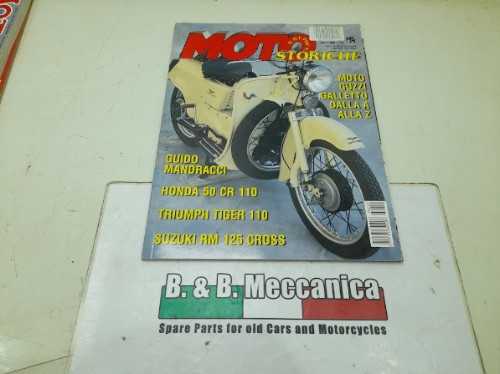 MOTO
STORICHE
MOTO
GUZZI
GALLETTO
DALLA A
ALLA Z
GUIDO
MANDRACCI
HONDA 50 CR 110
TRIUMPH TIGER 110
SUZUKI RM 125 CROSS
B. & B. Meccanica
Spare Parts for old Cars and Motorcycles